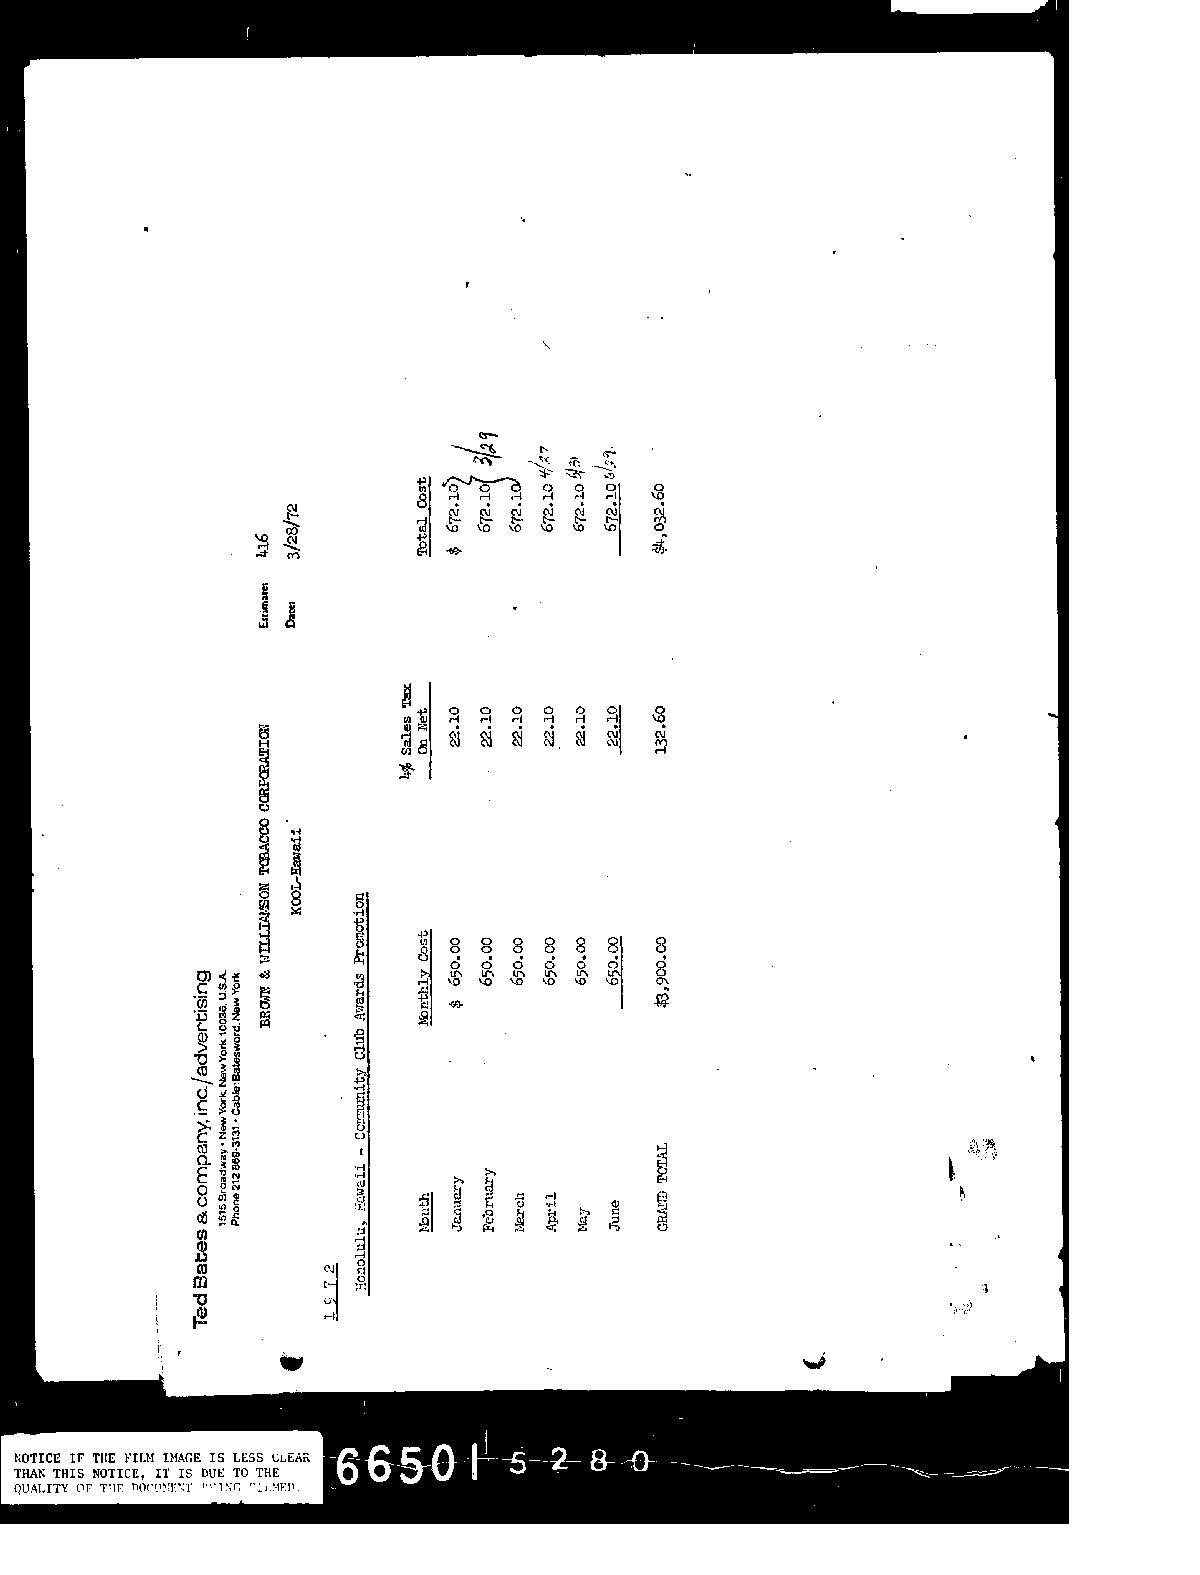 Ted Bates & company, inc./advertising
1515 Broadway • New York, New York 10036, U.S.A.
Phone 212 869-3131 • Cable: Batesword, New York
BROWN & WILLIAMSON TOBACCO CORPORATION Estimate: 416
KOOL-Hawaii Date: 3/28/72
1 9 7 2
Honolulu, Hawaii - Community Club Awards Promotion
4% Sales Tax
Month Monthly Cost On Net Total Cost
January $ 650.00 22.10 $ 672.10
February 650.00 22.10 672.10 3/29
March 650.00 22.10 672.10
April 650.00 22.10 672.10 4/27
May 650.00 22.10 672.10 5/31
June 650.00 22.10 672.10 6/29
GRAND TOTAL $3,900.00 132.60 $4,032.60
NOTICE IF THE FILM IMAGE IS LESS CLEAR
THAN THIS NOTICE, IT IS DUE TO THE
QUALITY OF THE DOCUMENT BEING FILMED.
66501 5280